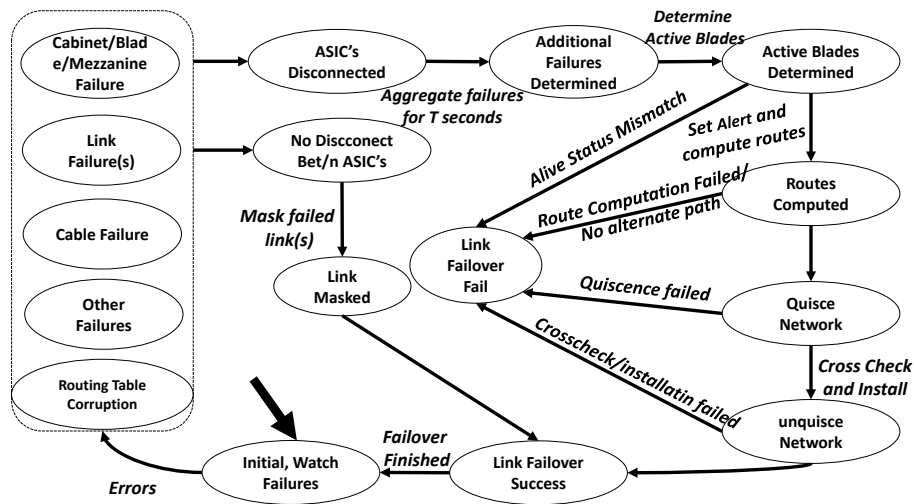 Cabinet/Blad
e/Mezzanine
Failure
Link
Failure(s)
Cable Failure
Other
Failures
Routing Table
Corruption
ASIC's
Disconnected
Aggregate failures
for T seconds
No Discconect
Bet/n ASIC's
Mask failed
link(s)
Link
Masked
Additional
Failures
Determined
Determine
Active Blades
Active Blades
Determined
Alive Status Mismatch
Set Alert and
compute routes
Route Computation Failed/
No alternate path
Routes
Computed
Link
Failover
Fail
Quiscence failed
Quisce
Network
Crosscheck/installatin failed
Cross Check
and Install
unquisce
Network
Link Failover
Success
Failover
Finished
Initial, Watch
Failures
Errors